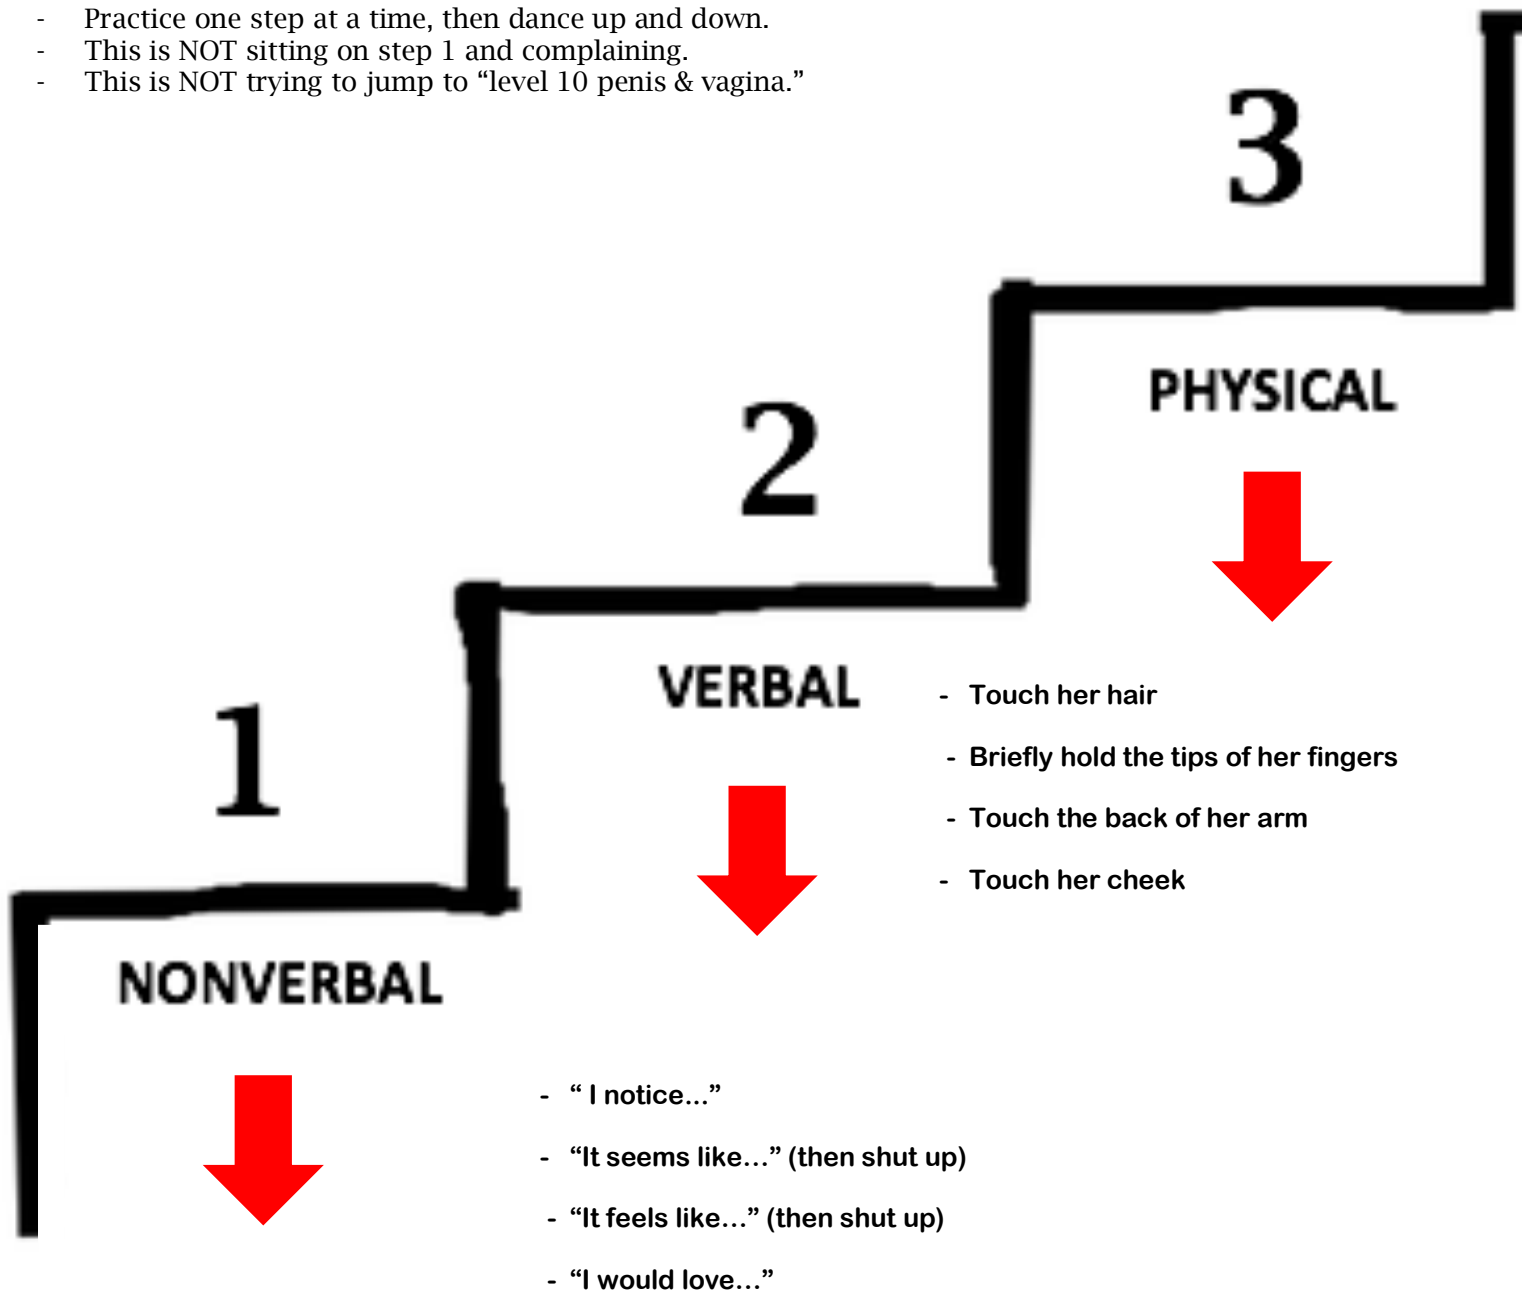 - Practice one step at a time, then dance up and down.
- This is NOT sitting on step 1 and complaining.
- This is NOT trying to jump to “level 10 penis & vagina.”
3
PHYSICAL
2
VERBAL
- Touch her hair
- Briefly hold the tips of her fingers
- Touch the back of her arm
- Touch her cheek
1
NONVERBAL
- “ I notice...”
- “It seems like...” (then shut up)
- “It feels like...” (then shut up)
- “I would love...”